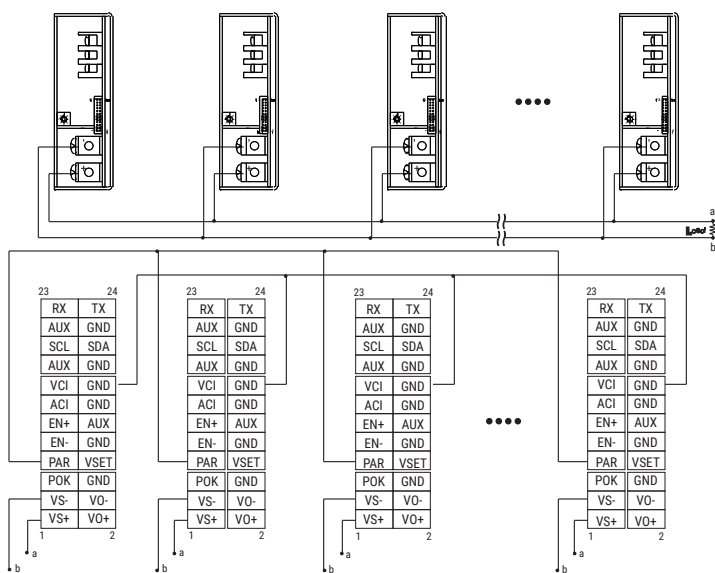 a
Load
b
23 24
RX TX
AUX GND
SCL SDA
AUX GND
VCI GND
ACI GND
EN+ AUX
EN- GND
PAR VSET
POK GND
VS- VO-
VS+ VO+
1 2
a
b
23 24
RX TX
AUX GND
SCL SDA
AUX GND
VCI GND
ACI GND
EN+ AUX
EN- GND
PAR VSET
POK GND
VS- VO-
VS+ VO+
1 2
a
b
23 24
RX TX
AUX GND
SCL SDA
AUX GND
VCI GND
ACI GND
EN+ AUX
EN- GND
PAR VSET
POK GND
VS- VO-
VS+ VO+
1 2
a
b
23 24
RX TX
AUX GND
SCL SDA
AUX GND
VCI GND
ACI GND
EN+ AUX
EN- GND
PAR VSET
POK GND
VS- VO-
VS+ VO+
1 2
a
b